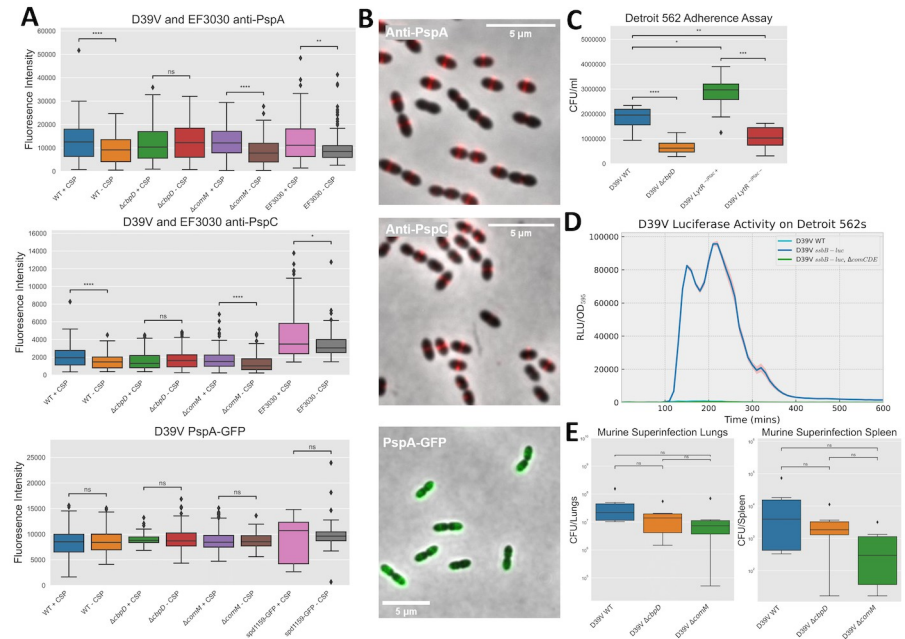 A
D39V and EF3030 anti-PspA
Fluoresence Intensity
60000
50000
40000
30000
20000
10000
0
****
ns
****
**
WT + CSP
WT - CSP
ΔcbpD + CSP
ΔcbpD - CSP
ΔcomM + CSP
ΔcomM - CSP
EF3030 + CSP
EF3030 - CSP
D39V and EF3030 anti-PspC
Fluoresence Intensity
16000
14000
12000
10000
8000
6000
4000
2000
0
****
ns
****
*
WT + CSP
WT - CSP
ΔcbpD + CSP
ΔcbpD - CSP
ΔcomM + CSP
ΔcomM - CSP
EF3030 + CSP
EF3030 - CSP
D39V PspA-GFP
Fluoresence Intensity
25000
20000
15000
10000
5000
0
ns
ns
ns
ns
WT + CSP
WT - CSP
ΔcbpD + CSP
ΔcbpD - CSP
ΔcomM + CSP
ΔcomM - CSP
spd1159-GFP + CSP
spd1159-GFP - CSP
B
Anti-PspA
5 µm
Anti-PspC
5 µm
PspA-GFP
5 µm
C
Detroit 562 Adherence Assay
CFU/ml
5000000
4000000
3000000
2000000
1000000
0
**
*
***
****
D39V WT
D39V ΔcbpD
D39V LytR
D39V LytR
D
D39V Luciferase Activity on Detroit 562s
RLU/OD595
100000
80000
60000
40000
20000
0
D39V WT
D39V ssbB-luc
D39V ssbB-luc, ΔcomCDE
100
200
300
400
500
600
Time (mins)
E
Murine Superinfection Lungs
CFU/Lungs
ns
ns
ns
D39V WT
D39V ΔcbpD
D39V ΔcomM
Murine Superinfection Spleen
CFU/Spleen
ns
ns
ns
D39V WT
D39V ΔcbpD
D39V ΔcomM